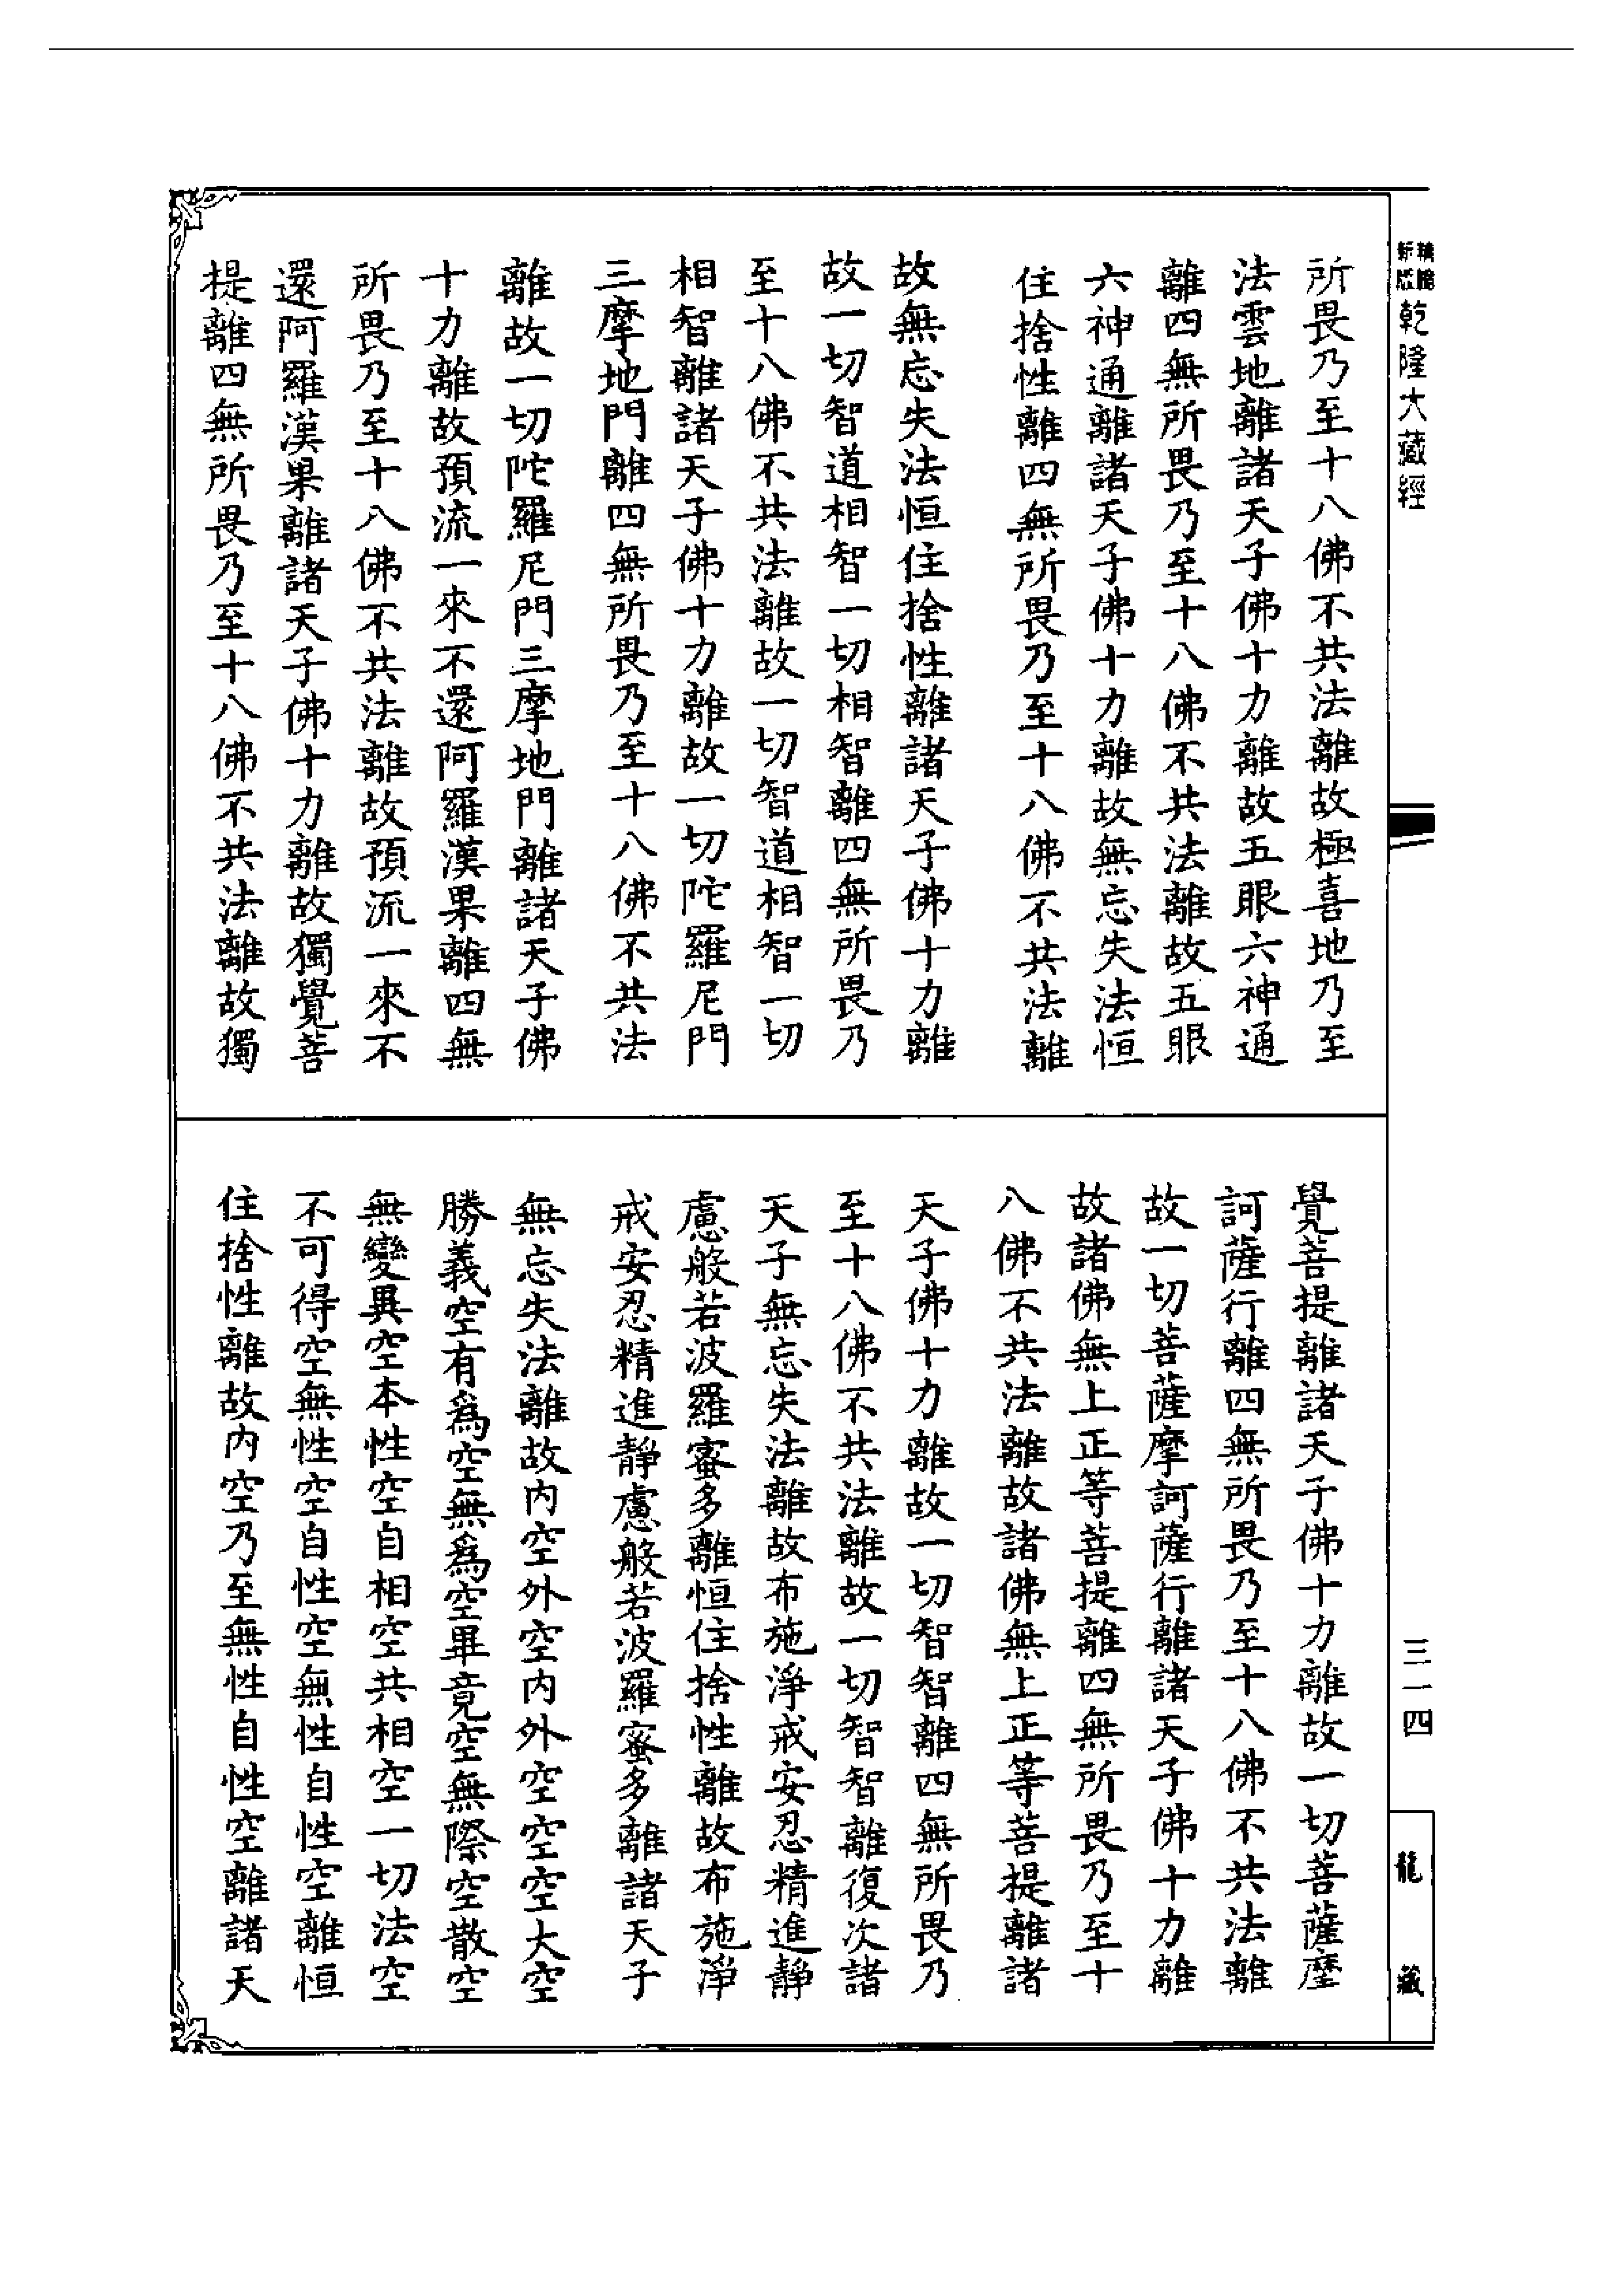 乾隆大藏經
所畏乃至十八佛不共法離故極喜地乃至
法雲地離諸天子佛十力離故五眼六神通
離四無所畏乃至十八佛不共法離故五眼
六神通離諸天子佛十力離故無忘失法恒
住捨性離四無所畏乃至十八佛不共法離
故無忘失法恒住捨性離諸天子佛十力離
故一切智道相智一切相智離四無所畏乃
至十八佛不共法離故一切智道相智一切
相智離諸天子佛十力離故一切陀羅尼門
三摩地門離四無所畏乃至十八佛不共法
離故一切陀羅尼門三摩地門離諸天子佛
十力離故預流一來不還阿羅漢果離四無
所畏乃至十八佛不共法離故預流一來不
還阿羅漢果離諸天子佛十力離故獨覺菩
提離四無所畏乃至十八佛不共法離故獨
覺菩提離諸天子佛十力離故一切菩薩摩
訶薩行離四無所畏乃至十八佛不共法離
故一切菩薩摩訶薩行離諸天子佛十力離
故諸佛無上正等菩提離四無所畏乃至十
八佛不共法離故諸佛無上正等菩提離諸
天子佛十力離故一切智智離四無所畏乃
至十八佛不共法離故一切智智離復次諸
天子無忘失法離故布施淨戒安忍精進靜
慮般若波羅蜜多離恒住捨性離故布施淨
戒安忍精進靜慮般若波羅蜜多離諸天子
無忘失法離故内空外空内外空空空大空
勝義空有爲空無爲空畢竟空無際空散空
無變異空本性空自相空共相空一切法空
不可得空無性空自性空無性自性空離恒
住捨性離故内空乃至無性自性空離諸天
三一四
龍藏